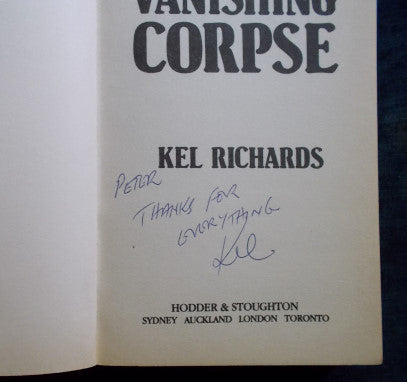 VANISHING
CORPSE
KEL RICHARDS
PETER
THANKS FOR
EVERYTHING
Kel
HODDER & STOUGHTON
SYDNEY AUCKLAND LONDON TORONTO